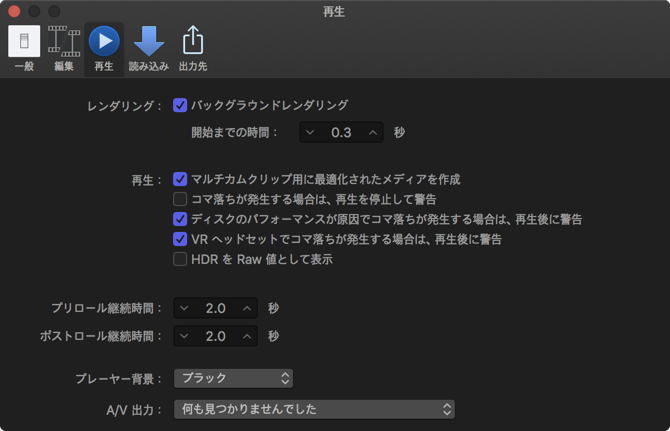 再生
一般 編集 再生 読み込み 出力先
レンダリング： バックグラウンドレンダリング
開始までの時間： 0.3 秒
再生： マルチカムクリップ用に最適化されたメディアを作成
コマ落ちが発生する場合は、再生を停止して警告
ディスクのパフォーマンスが原因でコマ落ちが発生する場合は、再生後に警告
VR ヘッドセットでコマ落ちが発生する場合は、再生後に警告
HDR を Raw 値として表示
プリロール継続時間： 2.0 秒
ポストロール継続時間： 2.0 秒
プレーヤー背景： ブラック
A/V 出力： 何も見つかりませんでした